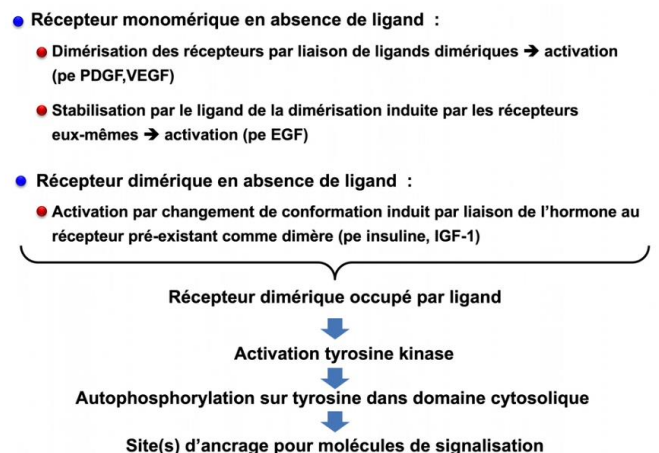 Récepteur monomérique en absence de ligand :
Dimérisation des récepteurs par liaison de ligands dimériques ➔ activation
(pe PDGF,VEGF)
Stabilisation par le ligand de la dimérisation induite par les récepteurs
eux-mêmes ➔ activation (pe EGF)
Récepteur dimérique en absence de ligand :
Activation par changement de conformation induit par liaison de l’hormone au
récepteur pré-existant comme dimère (pe insuline, IGF-1)
Récepteur dimérique occupé par ligand
Activation tyrosine kinase
Autophosphorylation sur tyrosine dans domaine cytosolique
Site(s) d’ancrage pour molécules de signalisation